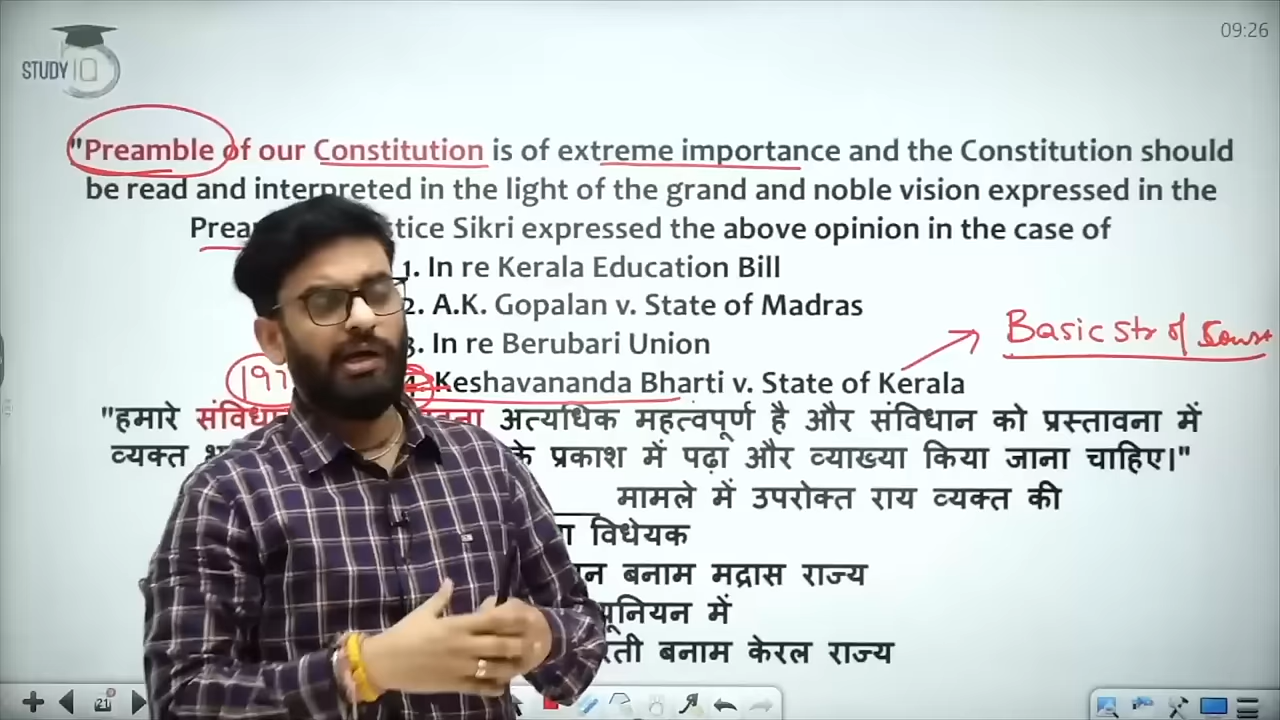 09:26
STUDY IQ
"Preamble of our Constitution is of extreme importance and the Constitution should
be read and interpreted in the light of the grand and noble vision expressed in the
Sikri expressed the above opinion in the case of
1. In re Kerala Education Bill
2. A.K. Gopalan v. State of Madras
3. In re Berubari Union
4. Keshavananda Bharti v. State of Kerala
Basic Str of
"हमारे अत्यधिक महत्वपूर्ण है और संविधान को प्रस्तावना में
व्यक्त के प्रकाश में पढ़ा और व्याख्या किया जाना चाहिए।"
मामले में उपरोक्त राय व्यक्त की
विधेयक
बनाम मद्रास राज्य
में
बनाम केरल राज्य
21